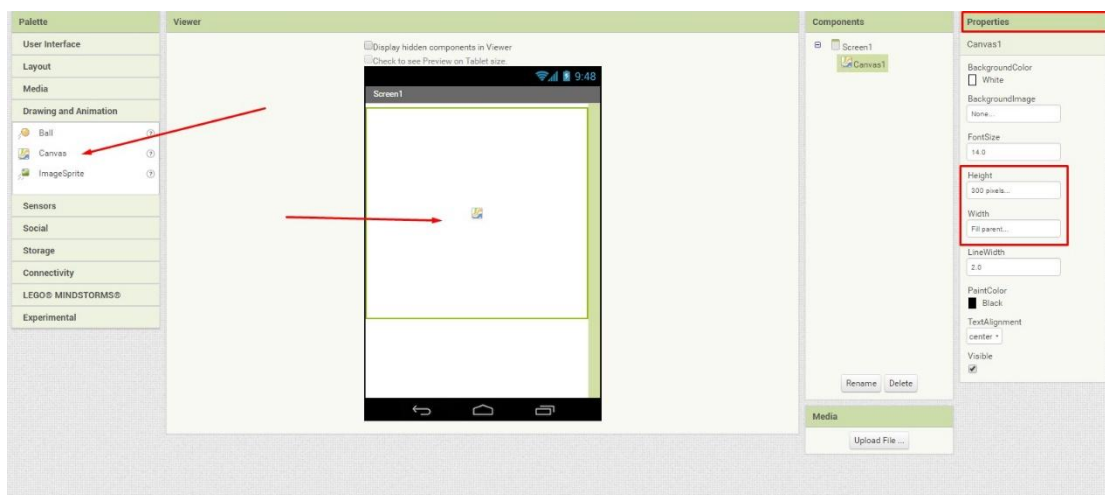 Palette
User Interface
Layout
Media
Drawing and Animation
Ball
Canvas
ImageSprite
Sensors
Social
Storage
Connectivity
LEGO® MINDSTORMS®
Experimental
Viewer
Display hidden components in Viewer
Check to see Preview on Tablet size.
9:48
Screen1
Components
Screen1
Canvas1
Rename Delete
Media
Upload File ...
Properties
Canvas1
BackgroundColor
White
BackgroundImage
None...
FontSize
14.0
Height
300 pixels...
Width
Fill parent...
LineWidth
2.0
PaintColor
Black
TextAlignment
center
Visible